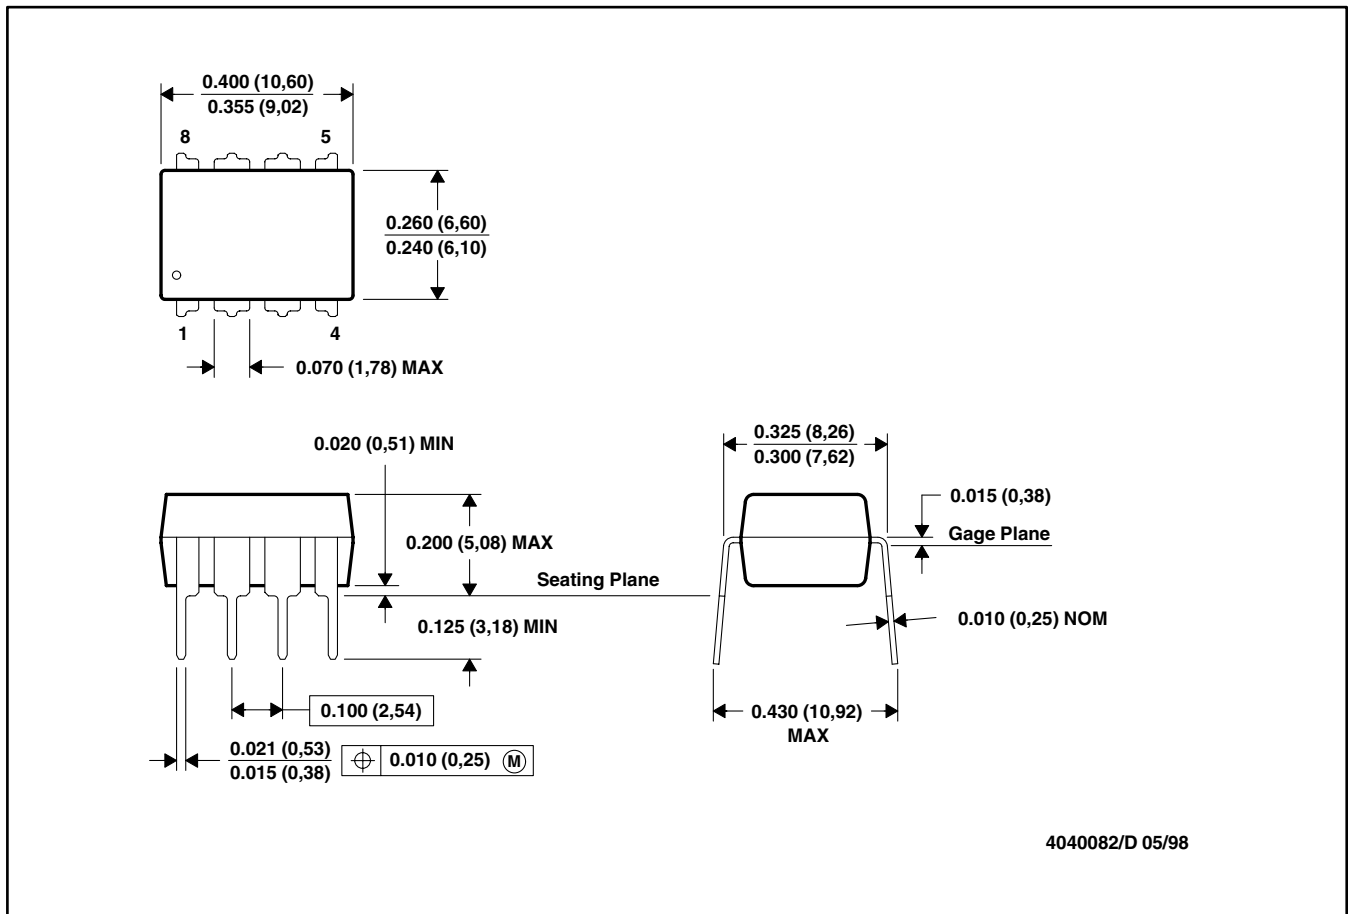 0.400 (10,60)
0.355 (9,02)
8
5
0.260 (6,60)
0.240 (6,10)
1
4
0.070 (1,78) MAX
0.020 (0,51) MIN
0.325 (8,26)
0.300 (7,62)
0.015 (0,38)
0.200 (5,08) MAX
Gage Plane
Seating Plane
0.125 (3,18) MIN
0.010 (0,25) NOM
0.100 (2,54)
0.430 (10,92)
MAX
0.021 (0,53)
0.015 (0,38)
0.010 (0,25) M
4040082/D 05/98